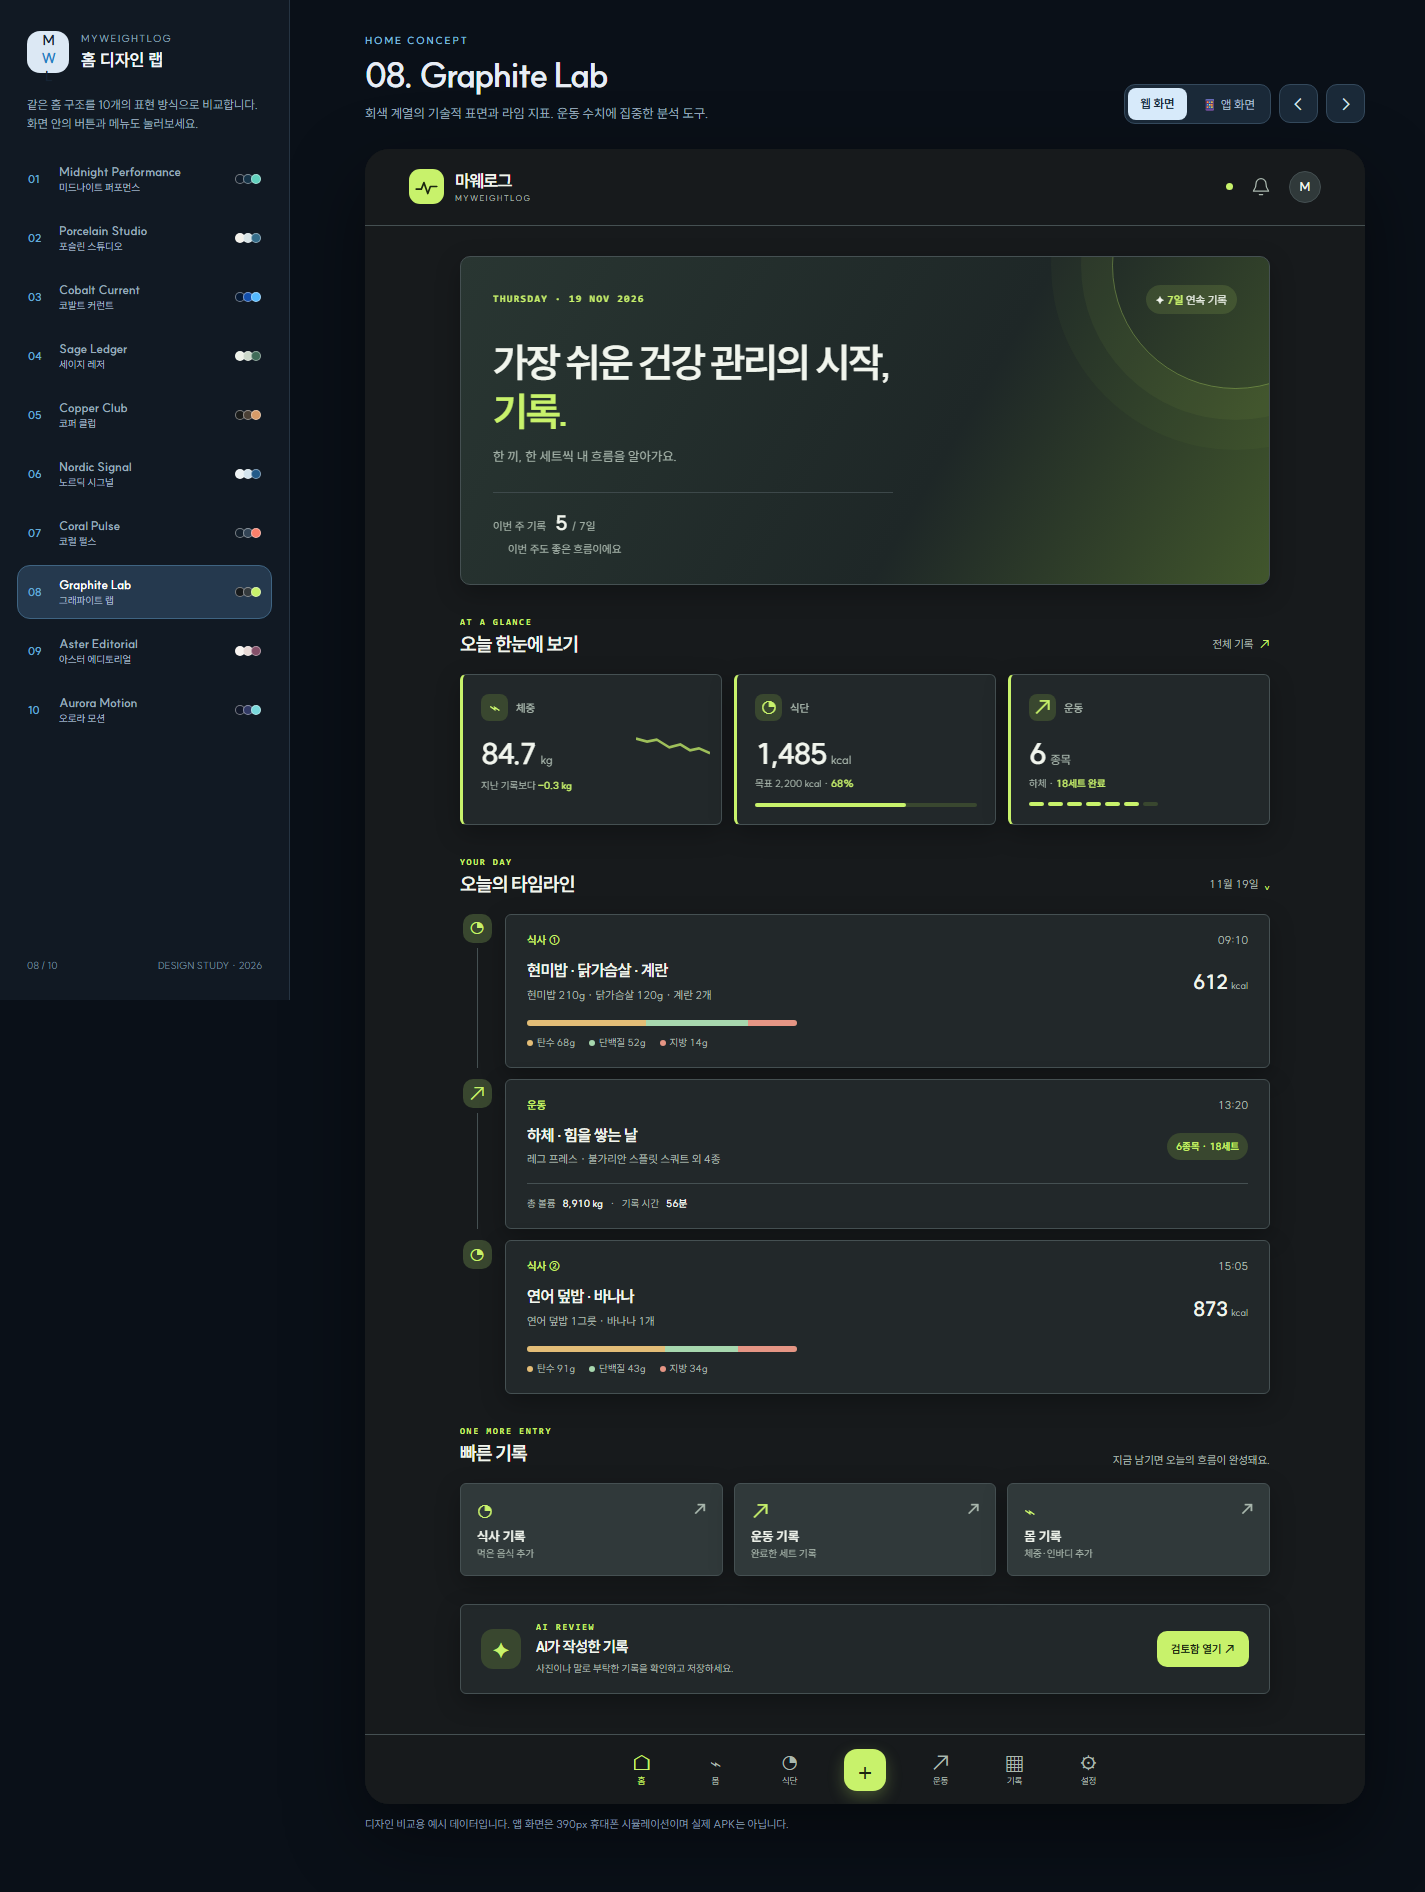 M
W
L
MYWEIGHTLOG
홈 디자인 랩
같은 홈 구조를 10개의 표현 방식으로 비교합니다.
화면 안의 버튼과 메뉴도 눌러보세요.
01 Midnight Performance
미드나이트 퍼포먼스
02 Porcelain Studio
포슬린 스튜디오
03 Cobalt Current
코발트 커런트
04 Sage Ledger
세이지 레저
05 Copper Club
코퍼 클럽
06 Nordic Signal
노르딕 시그널
07 Coral Pulse
코럴 펄스
08 Graphite Lab
그래파이트 랩
09 Aster Editorial
아스터 에디토리얼
10 Aurora Motion
오로라 모션
08 / 10 DESIGN STUDY · 2026
HOME CONCEPT
08. Graphite Lab
회색 계열의 기술적 표면과 라임 지표. 운동 수치에 집중한 분석 도구.
웹 화면 앱 화면
마웨로그
MYWEIGHTLOG
M
THURSDAY · 19 NOV 2026
✦ 7일 연속 기록
가장 쉬운 건강 관리의 시작,
기록.
한 끼, 한 세트씩 내 흐름을 알아가요.
이번 주 기록 5 / 7일
이번 주도 좋은 흐름이에요
AT A GLANCE
오늘 한눈에 보기
전체 기록 ↗
체중
84.7 kg
지난 기록보다 −0.3 kg
식단
1,485 kcal
목표 2,200 kcal · 68%
운동
6 종목
하체 · 18세트 완료
YOUR DAY
오늘의 타임라인
11월 19일 ⌄
식사 ① 09:10
현미밥 · 닭가슴살 · 계란
현미밥 210g · 닭가슴살 120g · 계란 2개
612 kcal
탄수 68g 단백질 52g 지방 14g
운동 13:20
하체 · 힘을 쌓는 날
레그 프레스 · 불가리안 스플릿 스쿼트 외 4종
6종목 · 18세트
총 볼륨 8,910 kg · 기록 시간 56분
식사 ② 15:05
연어 덮밥 · 바나나
연어 덮밥 1그릇 · 바나나 1개
873 kcal
탄수 91g 단백질 43g 지방 34g
ONE MORE ENTRY
빠른 기록
지금 남기면 오늘의 흐름이 완성돼요.
식사 기록
먹은 음식 추가
운동 기록
완료한 세트 기록
몸 기록
체중·인바디 추가
AI REVIEW
AI가 작성한 기록
사진이나 말로 부탁한 기록을 확인하고 저장하세요.
검토함 열기 ↗
홈 몸 식단 + 운동 기록 설정
디자인 비교용 예시 데이터입니다. 앱 화면은 390px 휴대폰 시뮬레이션이며 실제 APK는 아닙니다.